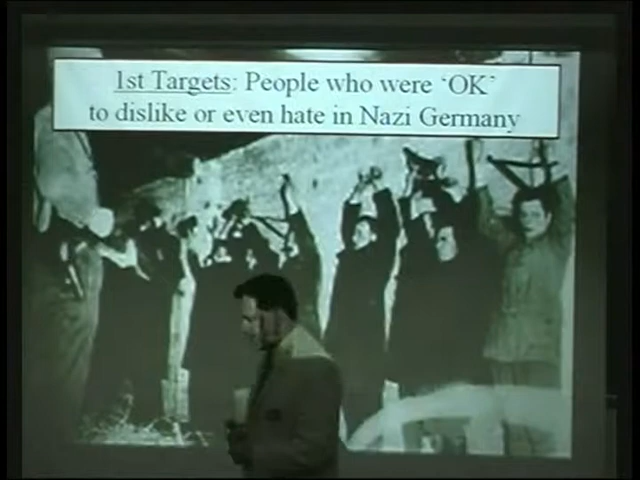 1st Targets: People who were ‘OK’
to dislike or even hate in Nazi Germany